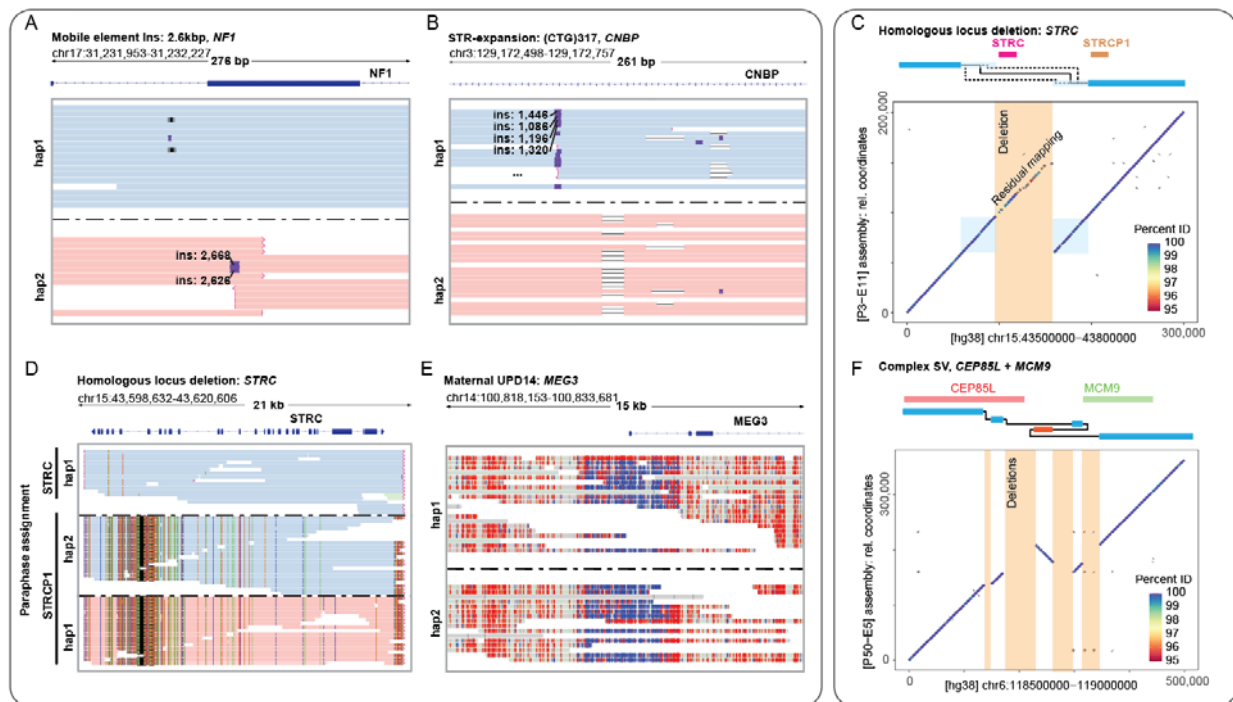 A
Mobile element Ins: 2.6kbp, NF1
chr17:31,231,953-31,232,227
276 bp
NF1
hap1
hap2
ins: 2,668
ins: 2,626
B
STR-expansion: (CTG)317, CNBP
chr3:129,172,498-129,172,757
261 bp
CNBP
hap1
hap2
ins: 1,446
ins: 1,086
ins: 1,196
ins: 1,320
...
C
Homologous locus deletion: STRC
STRC
STRCP1
Deletion
Residual mapping
[P3−E11] assembly: rel. coordinates
200,000
0
Percent ID
100
99
98
97
96
95
0
300,000
[hg38] chr15:43500000−43800000
D
Homologous locus deletion: STRC
chr15:43,598,632-43,620,606
21 kb
STRC
Paraphase assignment
STRC
hap1
STRCP1
hap2
hap1
E
Maternal UPD14: MEG3
chr14:100,818,153-100,833,681
15 kb
MEG3
hap1
hap2
F
Complex SV, CEP85L + MCM9
CEP85L
MCM9
Deletions
[P50−E5] assembly: rel. coordinates
300,000
0
Percent ID
100
99
98
97
96
95
0
500,000
[hg38] chr6:118500000−119000000